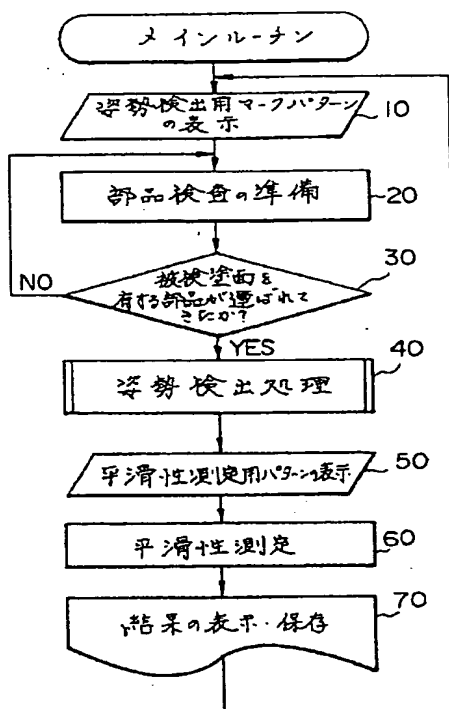 メインルーチン
姿勢検出用マークパターン
の表示
10
部品検査の準備
20
被検塗面を
有する部品が運ばれて
きたか?
30
NO
YES
姿勢検出処理
40
平滑性測定用パターンの表示
50
平滑性測定
60
結果の表示・保存
70